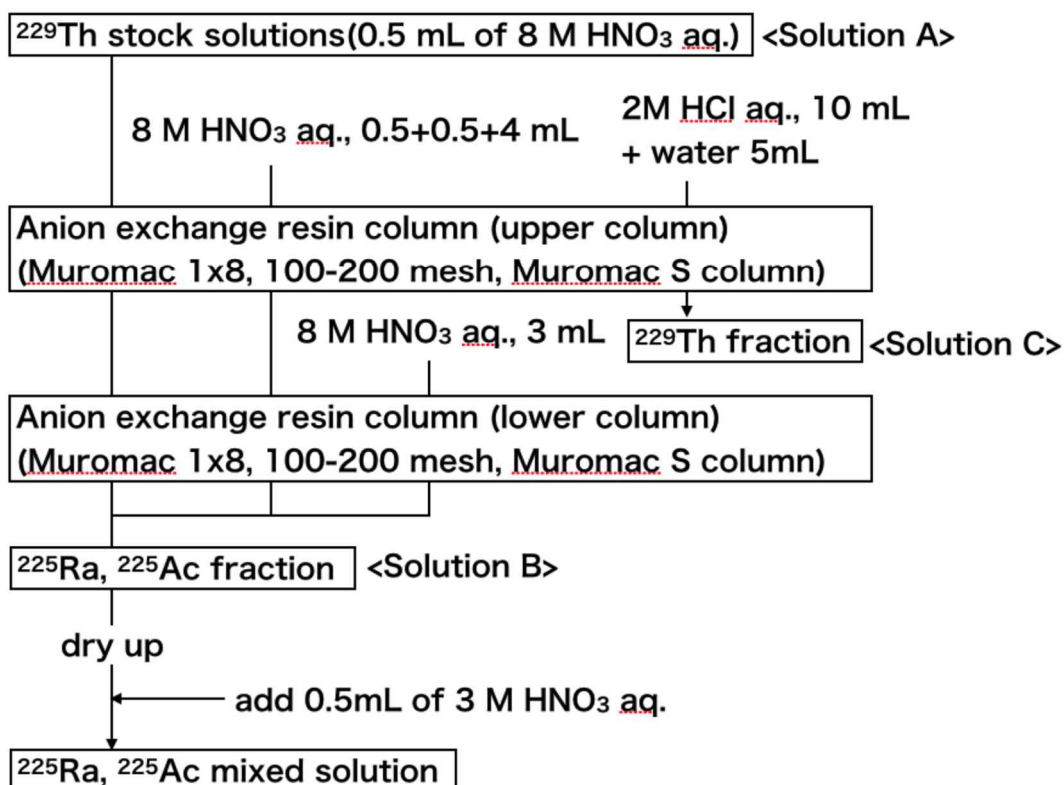 ²²⁹Th stock solutions(0.5 mL of 8 M HNO₃ aq.) <Solution A>
8 M HNO₃ aq., 0.5+0.5+4 mL
2M HCl aq., 10 mL
+ water 5mL
Anion exchange resin column (upper column)
(Muromac 1x8, 100-200 mesh, Muromac S column)
8 M HNO₃ aq., 3 mL
²²⁹Th fraction <Solution C>
Anion exchange resin column (lower column)
(Muromac 1x8, 100-200 mesh, Muromac S column)
²²⁵Ra, ²²⁵Ac fraction <Solution B>
dry up
add 0.5mL of 3 M HNO₃ aq.
²²⁵Ra, ²²⁵Ac mixed solution